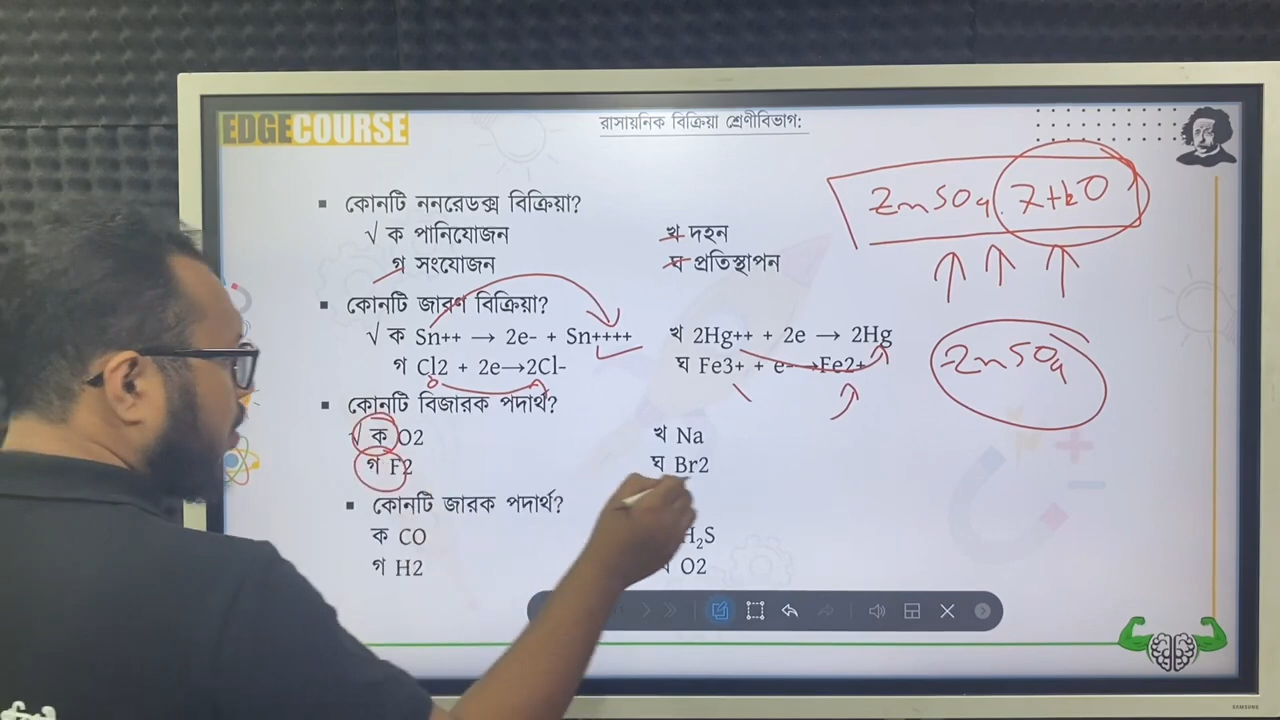 EDGECOURSE
রাসায়নিক বিক্রিয়া শ্রেণীবিভাগ:
▪ কোনটি ননরেডক্স বিক্রিয়া?
√ ক পানিযোজন খ দহন
গ সংযোজন ঘ প্রতিস্থাপন
▪ কোনটি জারণ বিক্রিয়া?
√ ক Sn++ → 2e- + Sn++++ খ 2Hg++ + 2e → 2Hg
গ Cl2 + 2e→2Cl- ঘ Fe3+ + e- →Fe2+
▪ কোনটি বিজারক পদার্থ?
√ ক O2 খ Na
গ F2 ঘ Br2
▪ কোনটি জারক পদার্থ?
ক CO H₂S
গ H2 O2
ZnSO₄. 7H₂O
ZnSO₄
SAMSUNG